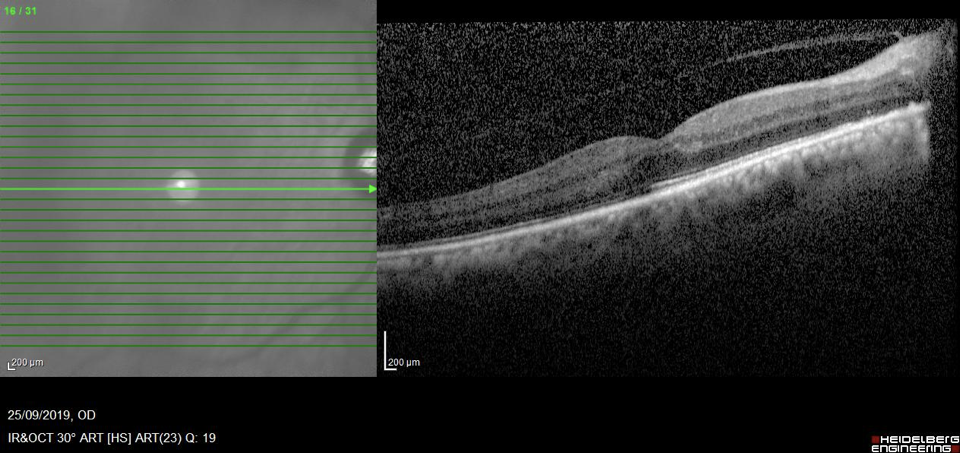 16 / 31
200 µm
200 µm
25/09/2019, OD
IR&OCT 30° ART [HS] ART(23) Q: 19
HEIDELBERG
ENGINEERING